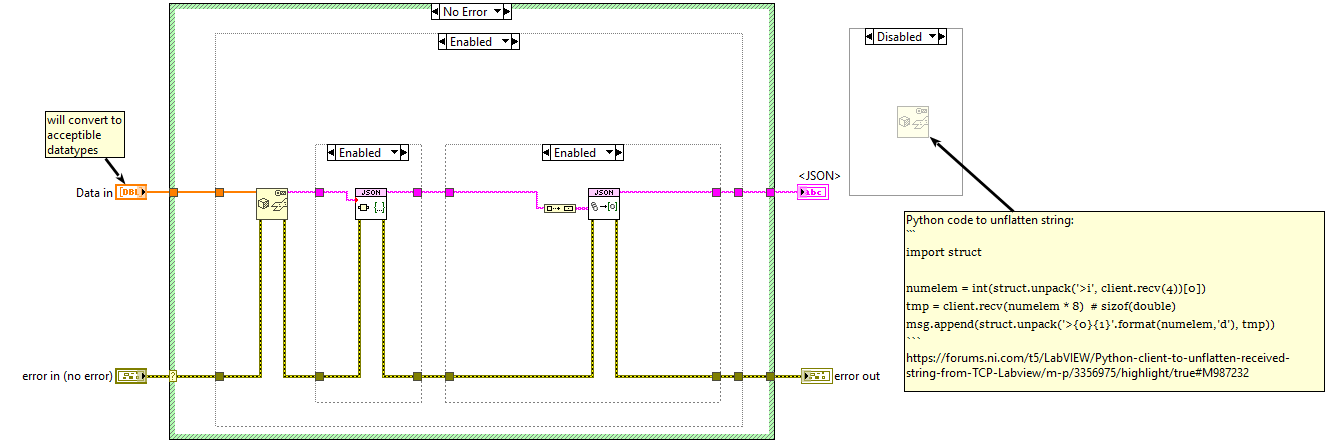 No Error
Enabled
Disabled
will convert to
acceptible
datatypes
Enabled
Enabled
Data in
DBL
JSON
{...}
JSON
[0]
<JSON>
abc
Python code to unflatten string:
```
import struct
numelem = int(struct.unpack('>i', client.recv(4))[0])
tmp = client.recv(numelem * 8)  # sizof(double)
msg.append(struct.unpack('>{0}{1}'.format(numelem,'d'), tmp))
```
https://forums.ni.com/t5/LabVIEW/Python-client-to-unflatten-received-
string-from-TCP-Labview/m-p/3356975/highlight/true#M987232
error in (no error)
?
error out